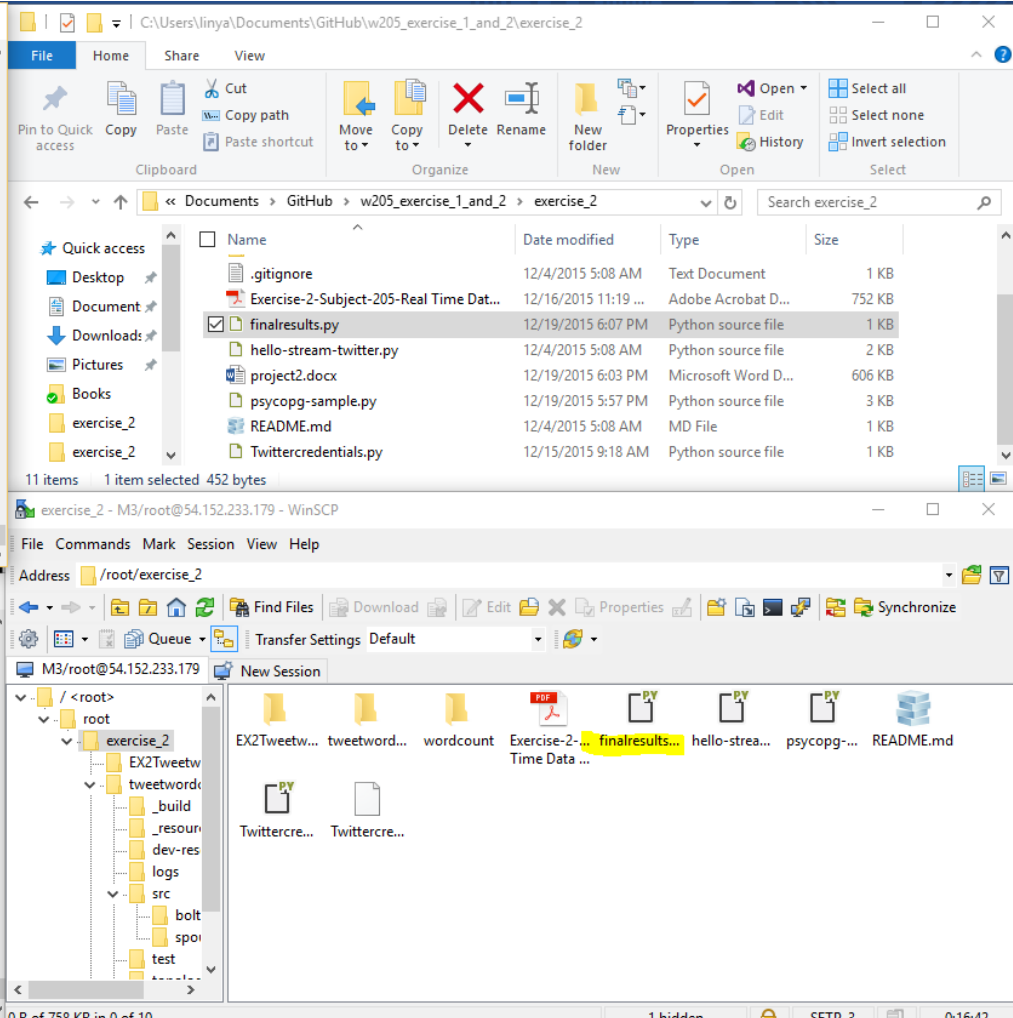 C:\Users\linya\Documents\GitHub\w205_exercise_1_and_2\exercise_2
File Home Share View
Pin to Quick access
Copy
Paste
Cut
Copy path
Paste shortcut
Move to
Copy to
Delete
Rename
New folder
Properties
Open
Edit
History
Select all
Select none
Invert selection
Clipboard Organize New Open Select
« Documents > GitHub > w205_exercise_1_and_2 > exercise_2
Search exercise_2
Quick access
Desktop
Document
Downloads
Pictures
Books
exercise_2
exercise_2
Name Date modified Type Size
.gitignore 12/4/2015 5:08 AM Text Document 1 KB
Exercise-2-Subject-205-Real Time Dat... 12/16/2015 11:19 ... Adobe Acrobat D... 752 KB
finalresults.py 12/19/2015 6:07 PM Python source file 1 KB
hello-stream-twitter.py 12/4/2015 5:08 AM Python source file 2 KB
project2.docx 12/19/2015 6:03 PM Microsoft Word D... 606 KB
psycopg-sample.py 12/19/2015 5:57 PM Python source file 3 KB
README.md 12/4/2015 5:08 AM MD File 1 KB
Twittercredentials.py 12/15/2015 9:18 AM Python source file 1 KB
11 items 1 item selected 452 bytes
exercise_2 - M3/root@54.152.233.179 - WinSCP
File Commands Mark Session View Help
Address /root/exercise_2
Find Files Download Edit Properties Synchronize
Queue Transfer Settings Default
M3/root@54.152.233.179 New Session
/ <root>
root
exercise_2
EX2Tweetw
tweetwordc
_build
_resour
dev-res
logs
src
bolt
spou
test
EX2Tweetw... tweetword... wordcount Exercise-2-... finalresults... hello-strea... psycopg-... README.md
Time Data ...
PDF PY PY PY
PY
Twittercre... Twittercre...
0 B of 758 KB in 0 of 10 1 hidden SFTP-3 0:16:42